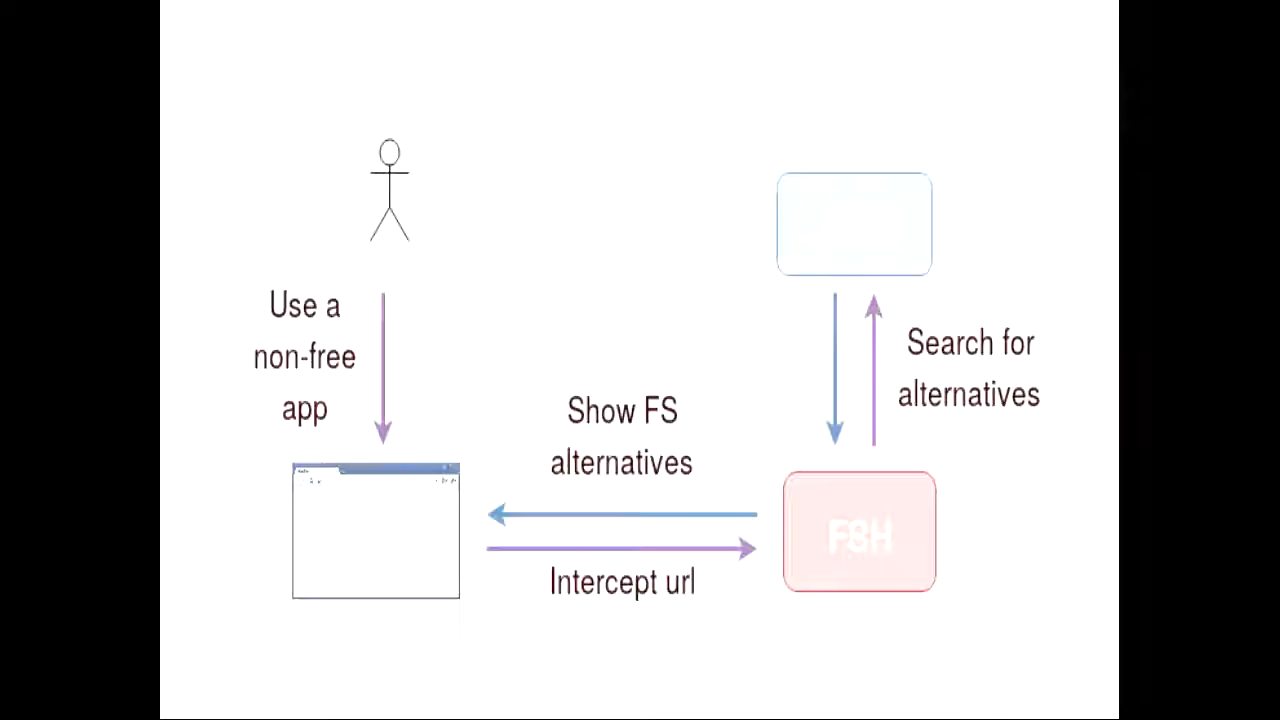 Use a
non-free
app
Show FS
alternatives
Intercept url
Search for
alternatives
FSH